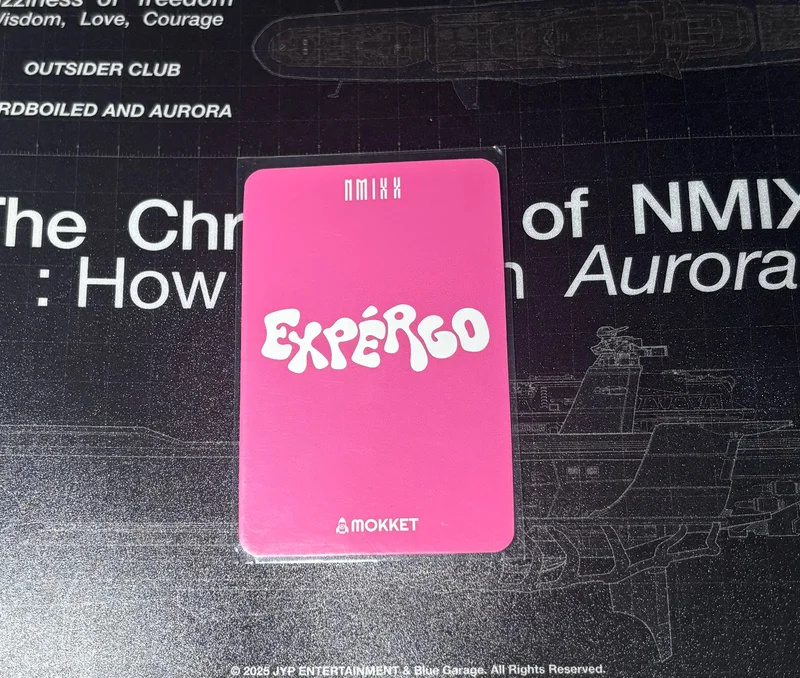 of freedom
Wisdom, Love, Courage
OUTSIDER CLUB
RDBOILED AND AURORA
The Chr of NMIX
: How n Aurora
NMIXX
EXPÉRGO
MOKKET
© 2025 JYP ENTERTAINMENT & Blue Garage. All Rights Reserved.